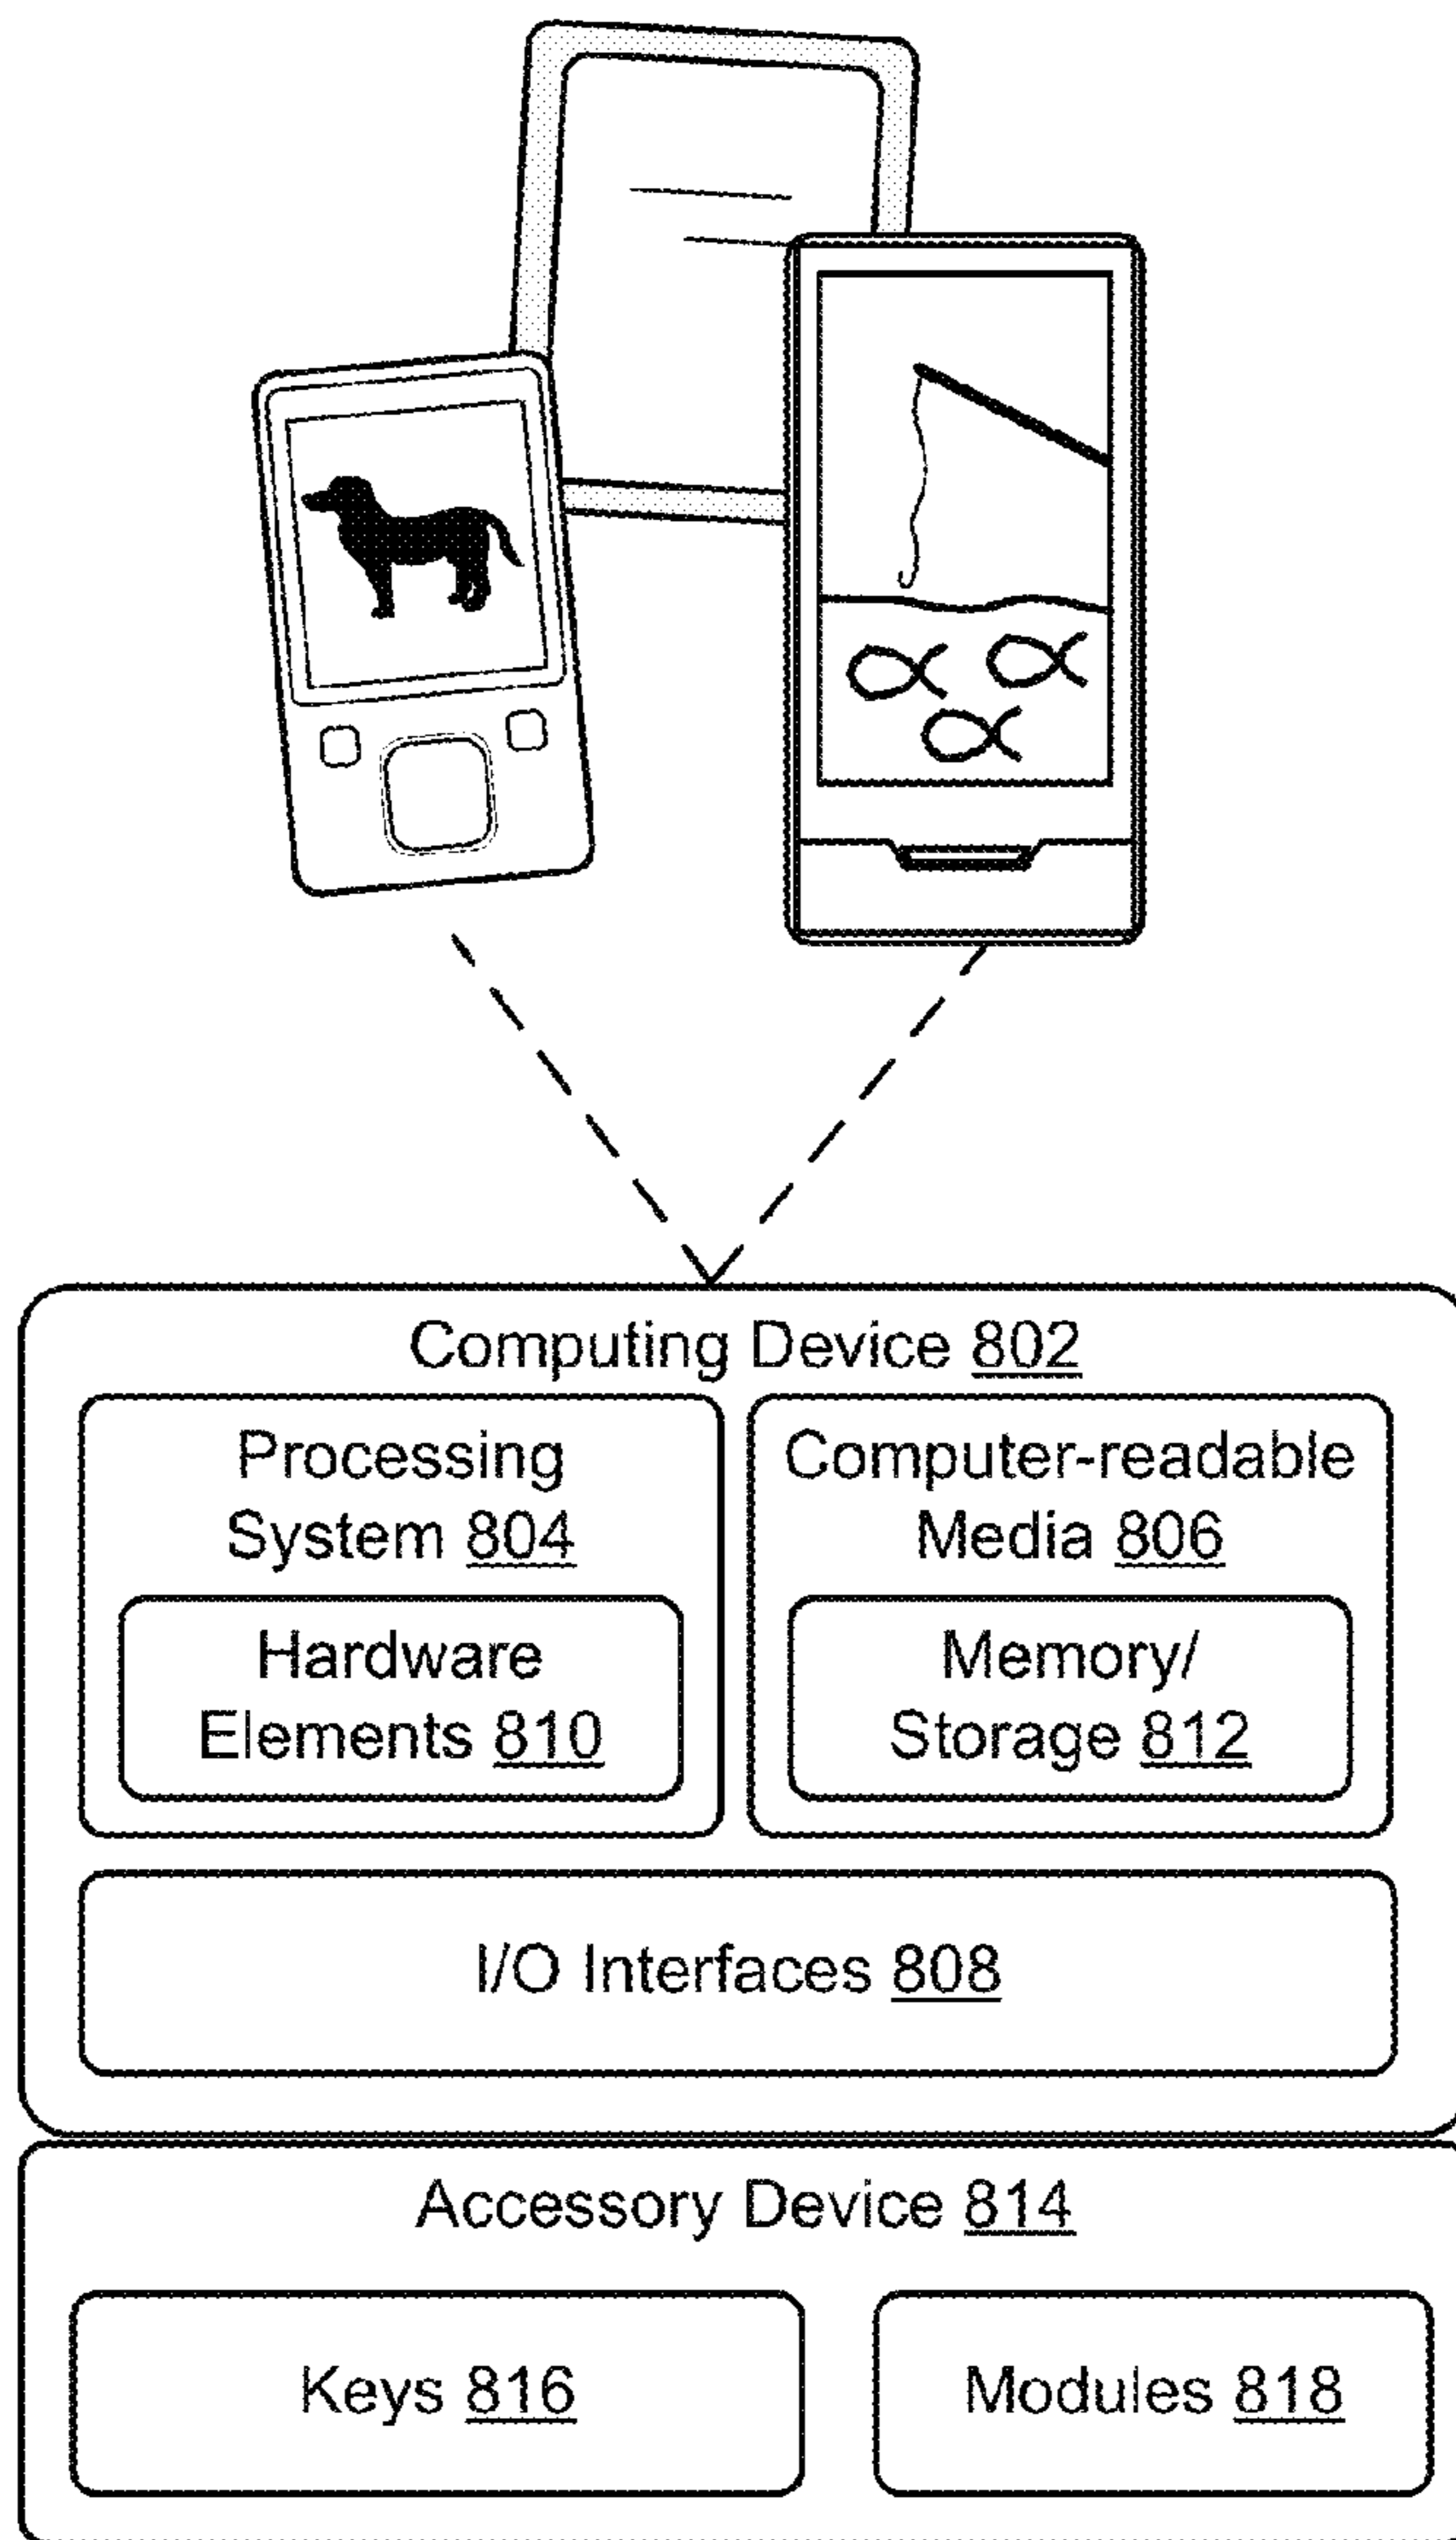 Computing Device 802
Processing
System 804
Hardware
Elements 810
Computer-readable
Media 806
Memory/
Storage 812
I/O Interfaces 808
Accessory Device 814
Keys 816
Modules 818